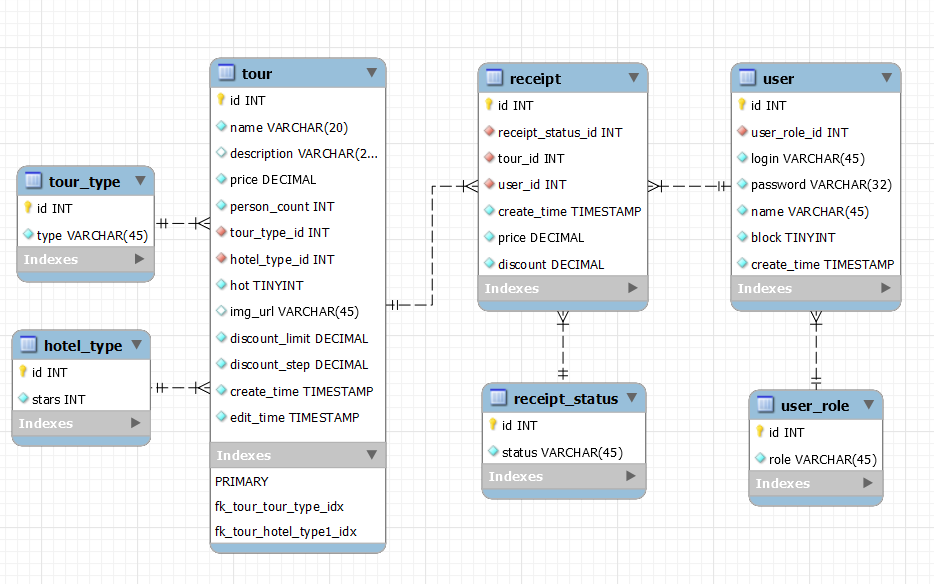 tour_type
id INT
type VARCHAR(45)
Indexes
hotel_type
id INT
stars INT
Indexes
tour
id INT
name VARCHAR(20)
description VARCHAR(2...
price DECIMAL
person_count INT
tour_type_id INT
hotel_type_id INT
hot TINYINT
img_url VARCHAR(45)
discount_limit DECIMAL
discount_step DECIMAL
create_time TIMESTAMP
edit_time TIMESTAMP
Indexes
PRIMARY
fk_tour_tour_type_idx
fk_tour_hotel_type1_idx
receipt
id INT
receipt_status_id INT
tour_id INT
user_id INT
create_time TIMESTAMP
price DECIMAL
discount DECIMAL
Indexes
receipt_status
id INT
status VARCHAR(45)
Indexes
user
id INT
user_role_id INT
login VARCHAR(45)
password VARCHAR(32)
name VARCHAR(45)
block TINYINT
create_time TIMESTAMP
Indexes
user_role
id INT
role VARCHAR(45)
Indexes